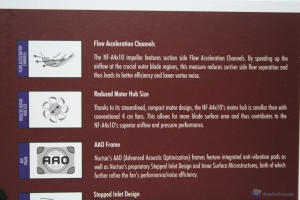 Flow Acceleration Channels
The NF-A4x10 impeller features suction side Flow Acceleration Channels. By speeding up
the airflow at the crucial outer blade regions, this measure reduces suction side flow separation and
thus leads to better efficiency and lower vortex noise.
Reduced Motor Hub Size
Thanks to its streamlined, compact motor design, the NF-A4x10's motor hub is smaller than with
conventional 4 cm fans. This allows for more blade surface area and thus contributes to the
NF-A4x10's superior airflow and pressure performance.
AAO
AAO FRAME
AAO Frame
Noctua's AAO (Advanced Acoustic Optimisation) frames feature integrated anti-vibration pads as
well as Noctua's proprietary Stepped Inlet Design and Inner Surface Microstructures, both of which
further refine the fan's performance/noise efficiency.
Stepped Inlet Design